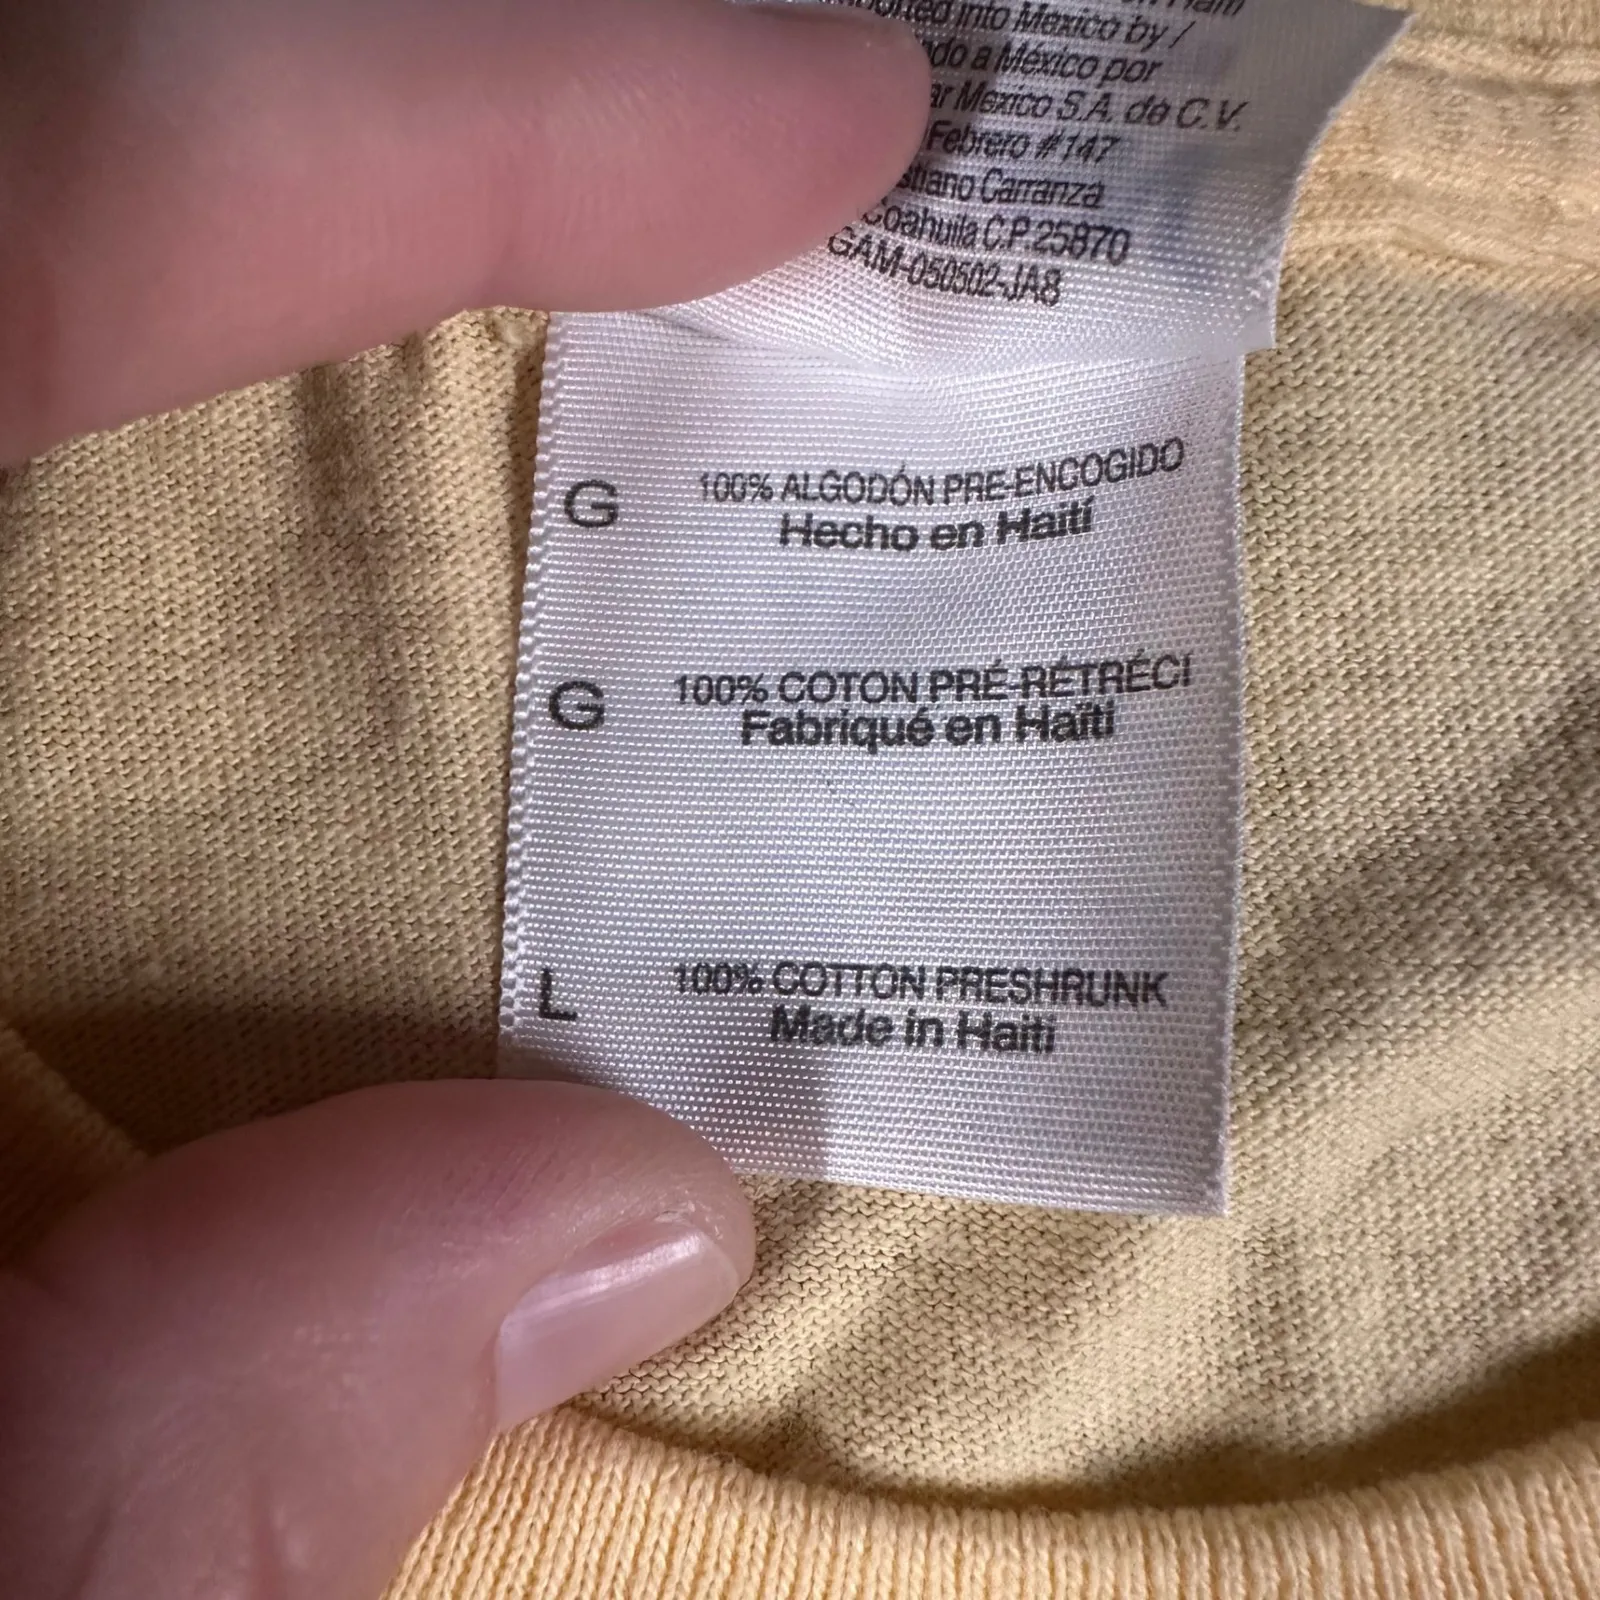 into Mexico by /
a México por
Mexico S.A. de C.V.
Febrero #147
Carranza
Coahuila C.P. 25870
GAM-050502-JA8
G 100% ALGODÓN PRE-ENCOGIDO
Hecho en Haití
G 100% COTON PRÉ-RÉTRÉCI
Fabriqué en Haïti
L 100% COTTON PRESHRUNK
Made in Haiti